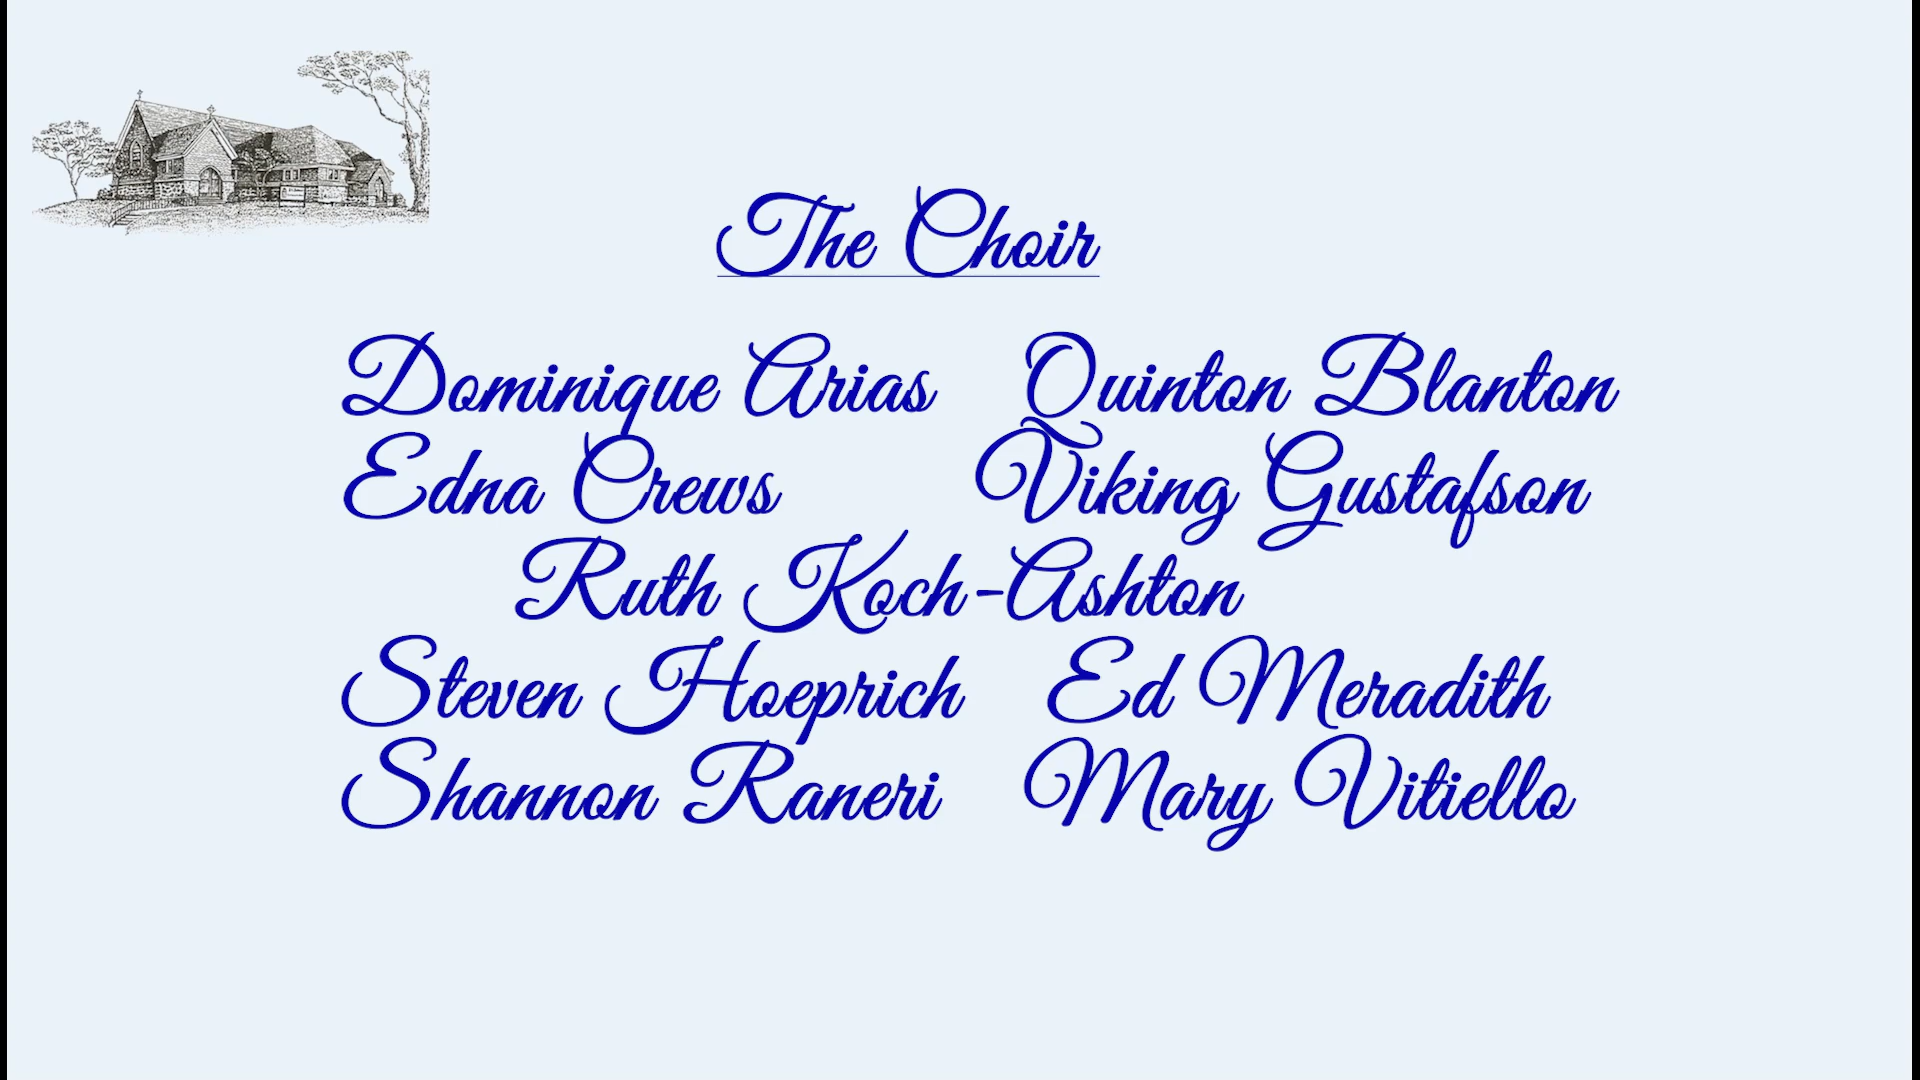 The Choir
Dominique Arias Quinton Blanton
Edna Crews Viking Gustafson
Ruth Koch-Ashton
Steven Hoeprich Ed Meradith
Shannon Raneri Mary Vitiello